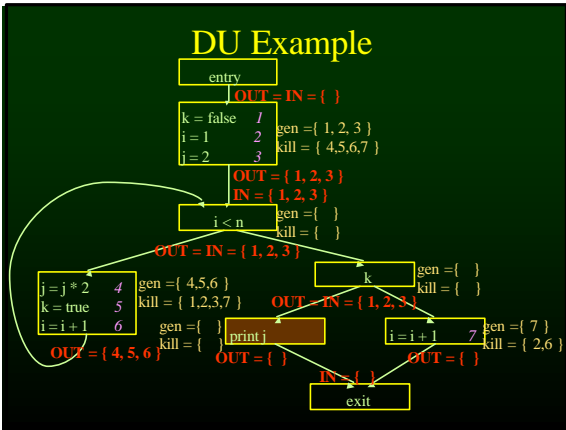 DU Example
entry
OUT = IN = { }
k = false 1
i = 1 2
j = 2 3
gen ={ 1, 2, 3 }
kill = { 4,5,6,7 }
OUT = { 1, 2, 3 }
IN = { 1, 2, 3 }
i < n
gen ={ }
kill = { }
OUT = IN = { 1, 2, 3 }
k
gen ={ }
kill = { }
j = j * 2 4
k = true 5
i = i + 1 6
gen ={ 4,5,6 }
kill = { 1,2,3,7 }
OUT = { 4, 5, 6 }
OUT = IN = { 1, 2, 3 }
gen ={ }
kill = { }
print j
i = i + 1 7
gen ={ 7 }
kill = { 2,6 }
OUT = { }
OUT = { }
IN = { }
exit